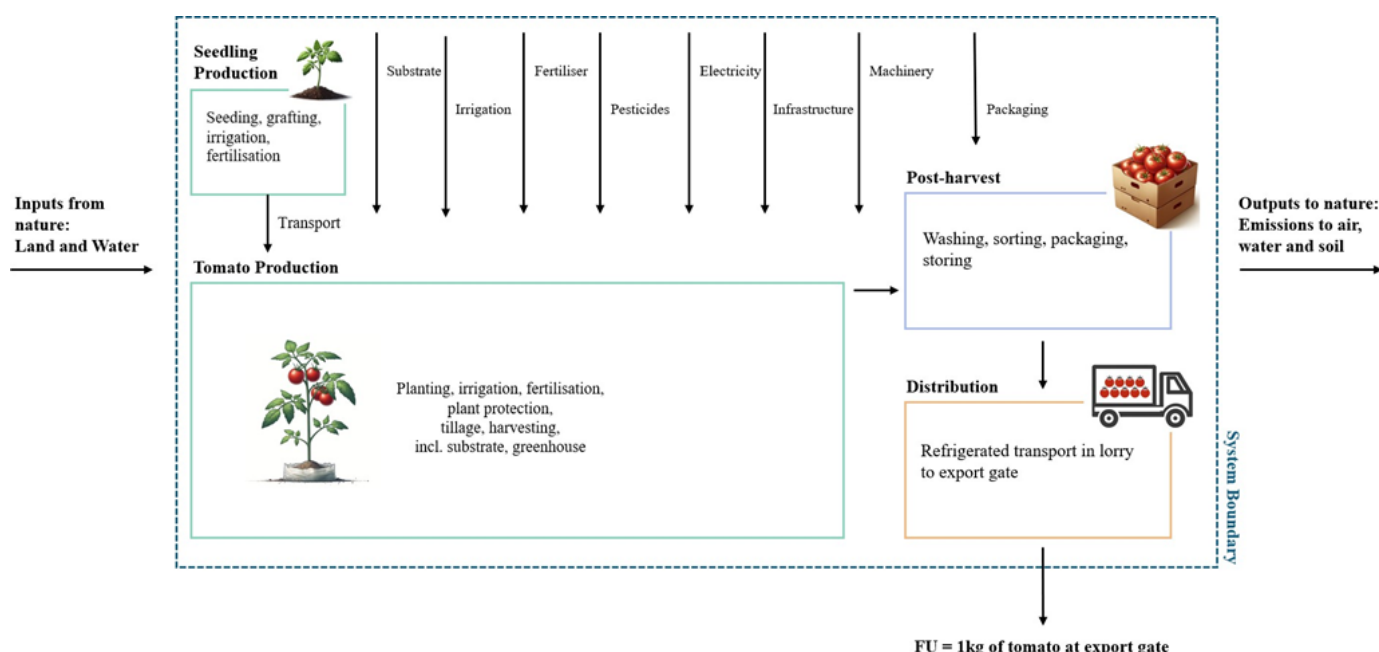 Seedling
Production
Seeding, grafting,
irrigation,
fertilisation
Substrate
Irrigation
Fertiliser
Pesticides
Electricity
Infrastructure
Machinery
Packaging
Inputs from
nature:
Land and Water
Transport
Tomato Production
Planting, irrigation, fertilisation,
plant protection,
tillage, harvesting,
incl. substrate, greenhouse
Post-harvest
Washing, sorting, packaging,
storing
Distribution
Refrigerated transport in lorry
to export gate
Outputs to nature:
Emissions to air,
water and soil
System Boundary
FU = 1kg of tomato at export gate